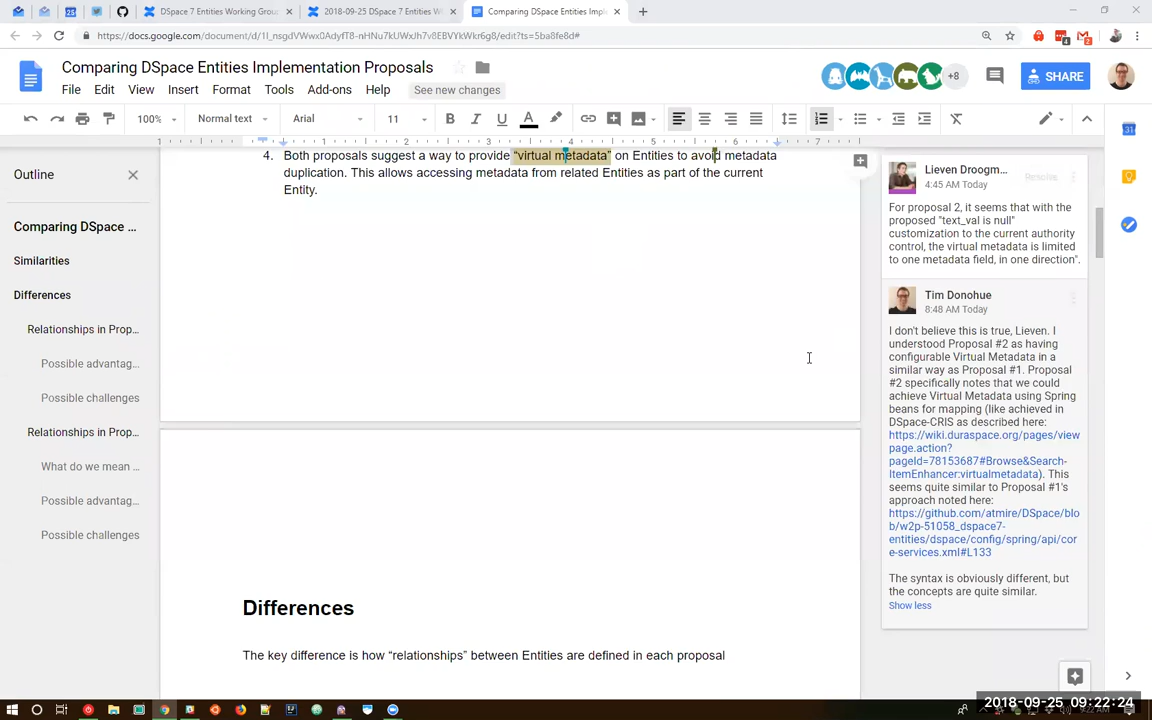 DSpace 7 Entities Working Grou
2018-09-25 DSpace 7 Entities W
Comparing DSpace Entities Imple
https://docs.google.com/document/d/1I_nsgdVWwx0AdyfT8-nHNu7kUWxJh7v8EBVYkWkr6g8/edit?ts=5ba8fe8d#
Comparing DSpace Entities Implementation Proposals
File Edit View Insert Format Tools Add-ons Help See new changes
+8
SHARE
100% Normal text Arial 11
1 1 2 3 4 5 6 7
Outline
Comparing DSpace ...
Similarities
Differences
Relationships in Prop...
Possible advantag...
Possible challenges
Relationships in Prop...
What do we mean ...
Possible advantag...
Possible challenges
4. Both proposals suggest a way to provide “virtual metadata” on Entities to avoid metadata
duplication. This allows accessing metadata from related Entities as part of the current
Entity.
Differences
The key difference is how “relationships” between Entities are defined in each proposal
Lieven Droogm...
Resolve
4:45 AM Today
For proposal 2, it seems that with the
proposed "text_val is null"
customization to the current authority
control, the virtual metadata is limited
to one metadata field, in one direction".
Tim Donohue
8:48 AM Today
I don't believe this is true, Lieven. I
understood Proposal #2 as having
configurable Virtual Metadata in a
similar way as Proposal #1. Proposal
#2 specifically notes that we could
achieve Virtual Metadata using Spring
beans for mapping (like achieved in
DSpace-CRIS as described here:
https://wiki.duraspace.org/pages/view
page.action?
pageId=78153687#Browse&Search-
ItemEnhancer:virtualmetadata). This
seems quite similar to Proposal #1's
approach noted here:
https://github.com/atmire/DSpace/blo
b/w2p-51058_dspace7-
entities/dspace/config/spring/api/cor
e-services.xml#L133
The syntax is obviously different, but
the concepts are quite similar.
Show less
2018-09-25 09:22:24